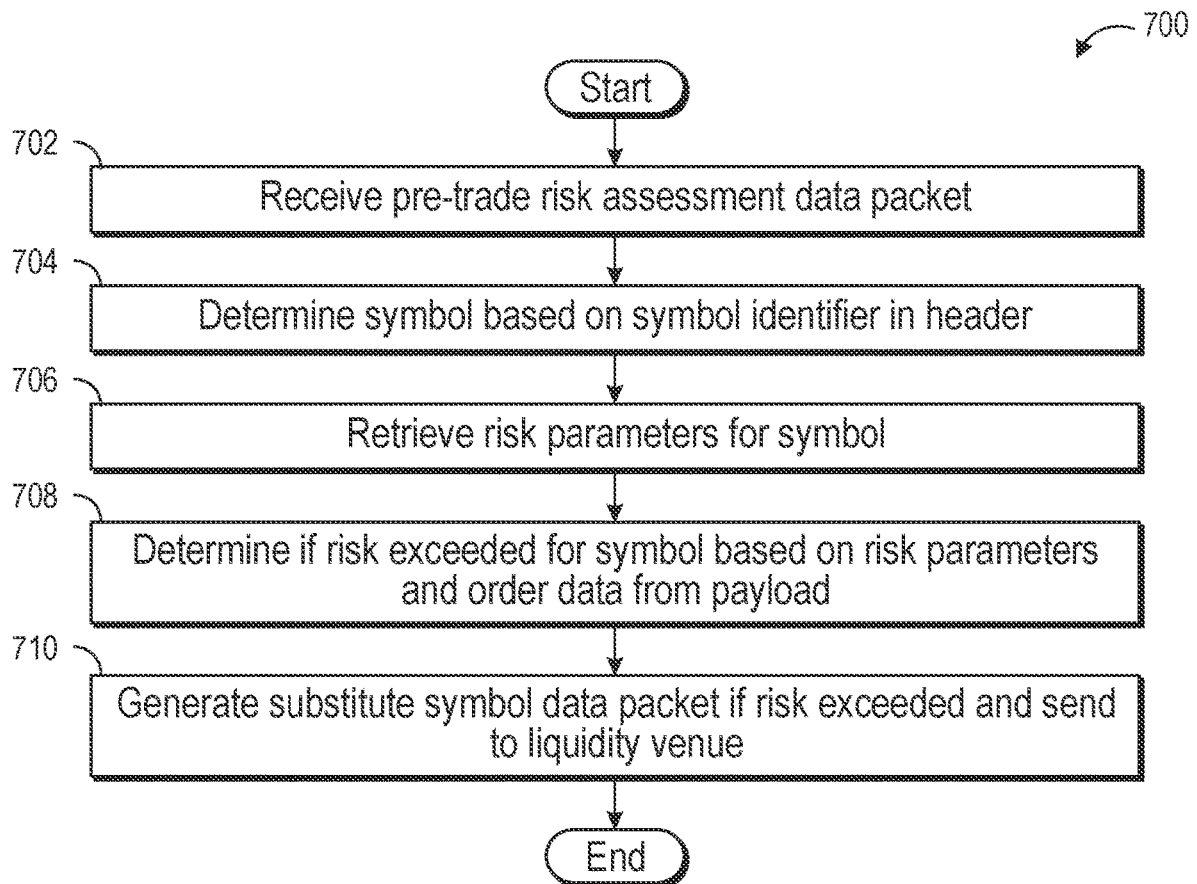 700
Start
702
Receive pre-trade risk assessment data packet
704
Determine symbol based on symbol identifier in header
706
Retrieve risk parameters for symbol
708
Determine if risk exceeded for symbol based on risk parameters
and order data from payload
710
Generate substitute symbol data packet if risk exceeded and send
to liquidity venue
End